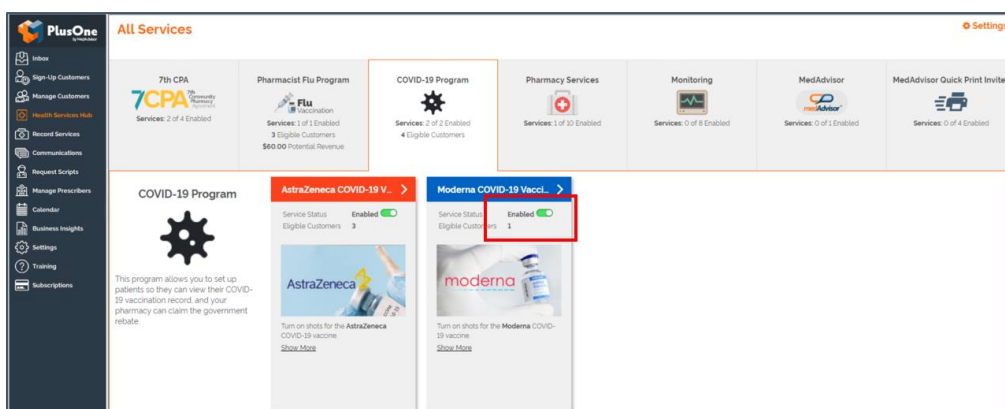 PlusOne
by MedAdvisor
All Services
Settings
Inbox
Sign-Up Customers
Manage Customers
Health Services Hub
Record Services
Communications
Request Scripts
Manage Prescribers
Calendar
Business Insights
Settings
Training
Subscriptions
7th CPA
7CPA 7th Community Pharmacy Agreement
Services: 2 of 4 Enabled
Pharmacist Flu Program
Flu
Vaccination
Services: 1 of 1 Enabled
3 Eligible Customers
$60.00 Potential Revenue
COVID-19 Program
Services: 2 of 2 Enabled
4 Eligible Customers
Pharmacy Services
Services: 1 of 10 Enabled
Monitoring
Services: 0 of 8 Enabled
MedAdvisor
medAdvisor
Services: 0 of 1 Enabled
MedAdvisor Quick Print Invite
Services: 0 of 4 Enabled
COVID-19 Program
This program allows you to set up
patients so they can view their COVID-
19 vaccination record, and your
pharmacy can claim the government
rebate.
AstraZeneca COVID-19 V...
Service Status Enabled
Eligible Customers 3
AstraZeneca
Turn on shots for the AstraZeneca
COVID-19 vaccine
Show More
Moderna COVID-19 Vacci...
Service Status Enabled
Eligible Customers 1
moderna
Turn on shots for the Moderna COVID-
19 vaccine
Show More